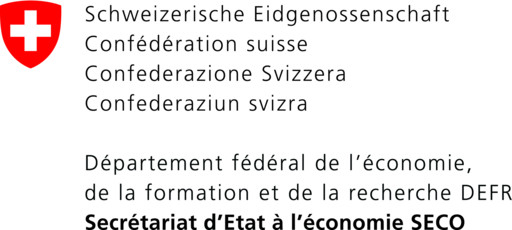 Schweizerische Eidgenossenschaft
Confédération suisse
Confederazione Svizzera
Confederaziun svizra
Département fédéral de l'économie,
de la formation et de la recherche DEFR
Secrétariat d'Etat à l'économie SECO